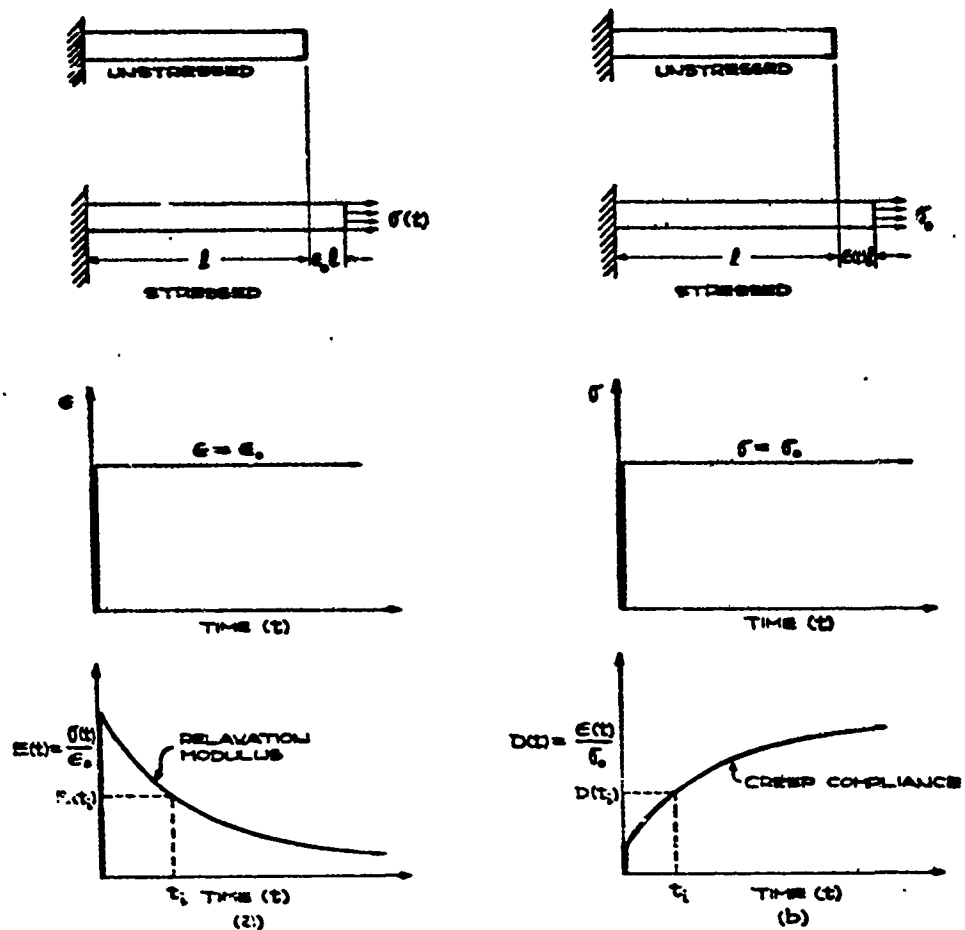 UNSTRESSED
σ(t)
l
ε₀l
STRESSED
ε
ε = ε₀
TIME (t)
E(t) = σ(t)/ε₀
RELAXATION
MODULUS
tᵢ TIME (t)
UNSTRESSED
σ₀
l
ε(t)l
STRESSED
σ
σ = σ₀
TIME (t)
D(t) = ε(t)/σ₀
CREEP COMPLIANCE
D(tᵢ)
tᵢ
TIME (t)
(b)